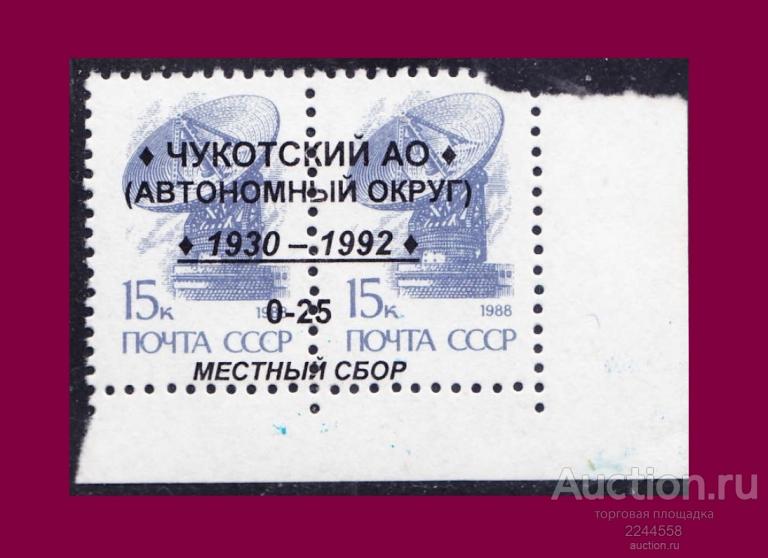 ♦ ЧУКОТСКИЙ АО ♦
(АВТОНОМНЫЙ ОКРУГ)
♦ 1930 – 1992 ♦
15к 1988 15к 1988
0-25
ПОЧТА СССР ПОЧТА СССР
МЕСТНЫЙ СБОР
Auction.ru
торговая площадка
2244558
auction.ru